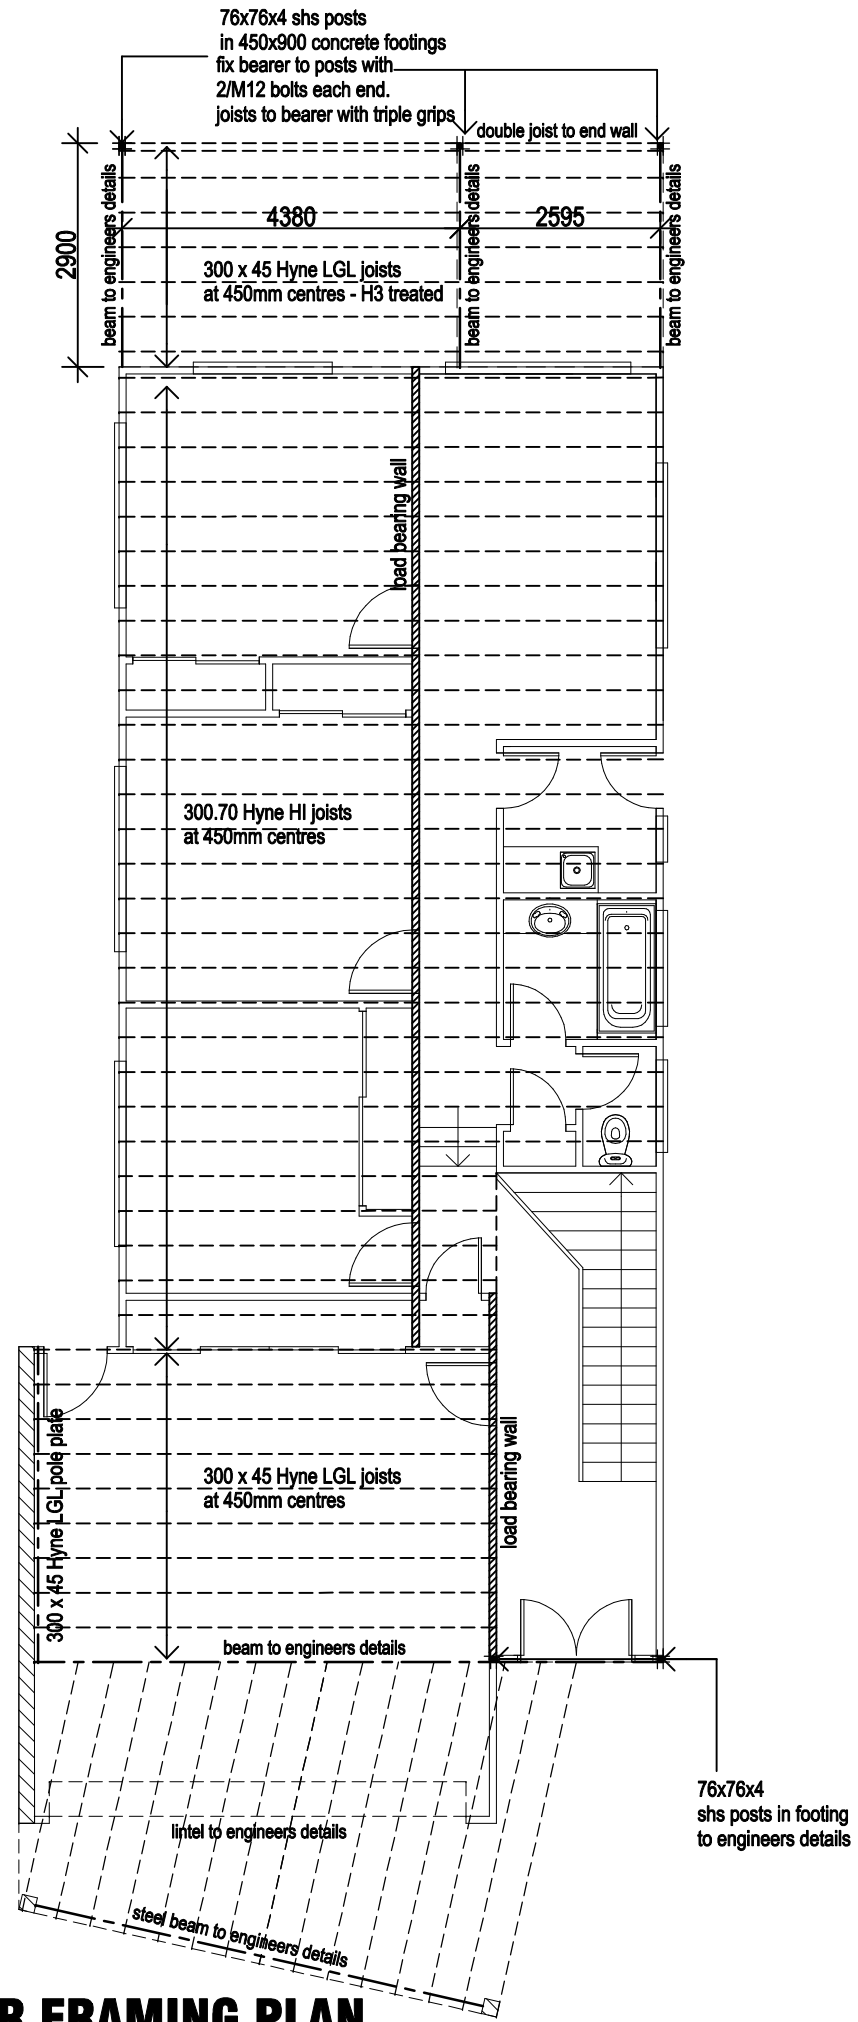 76x76x4 shs posts
in 450x900 concrete footings
fix bearer to posts with
2/M12 bolts each end.
joists to bearer with triple grips
double joist to end wall
beam to engineers details
beam to engineers details
beam to engineers details
2900
4380
2595
300 x 45 Hyne LGL joists
at 450mm centres - H3 treated
load bearing wall
300.70 Hyne HI joists
at 450mm centres
300 x 45 Hyne LGL pole plate
300 x 45 Hyne LGL joists
at 450mm centres
load bearing wall
beam to engineers details
76x76x4
shs posts in footing
to engineers details
lintel to engineers details
steel beam to engineers details
R FRAMING PLAN